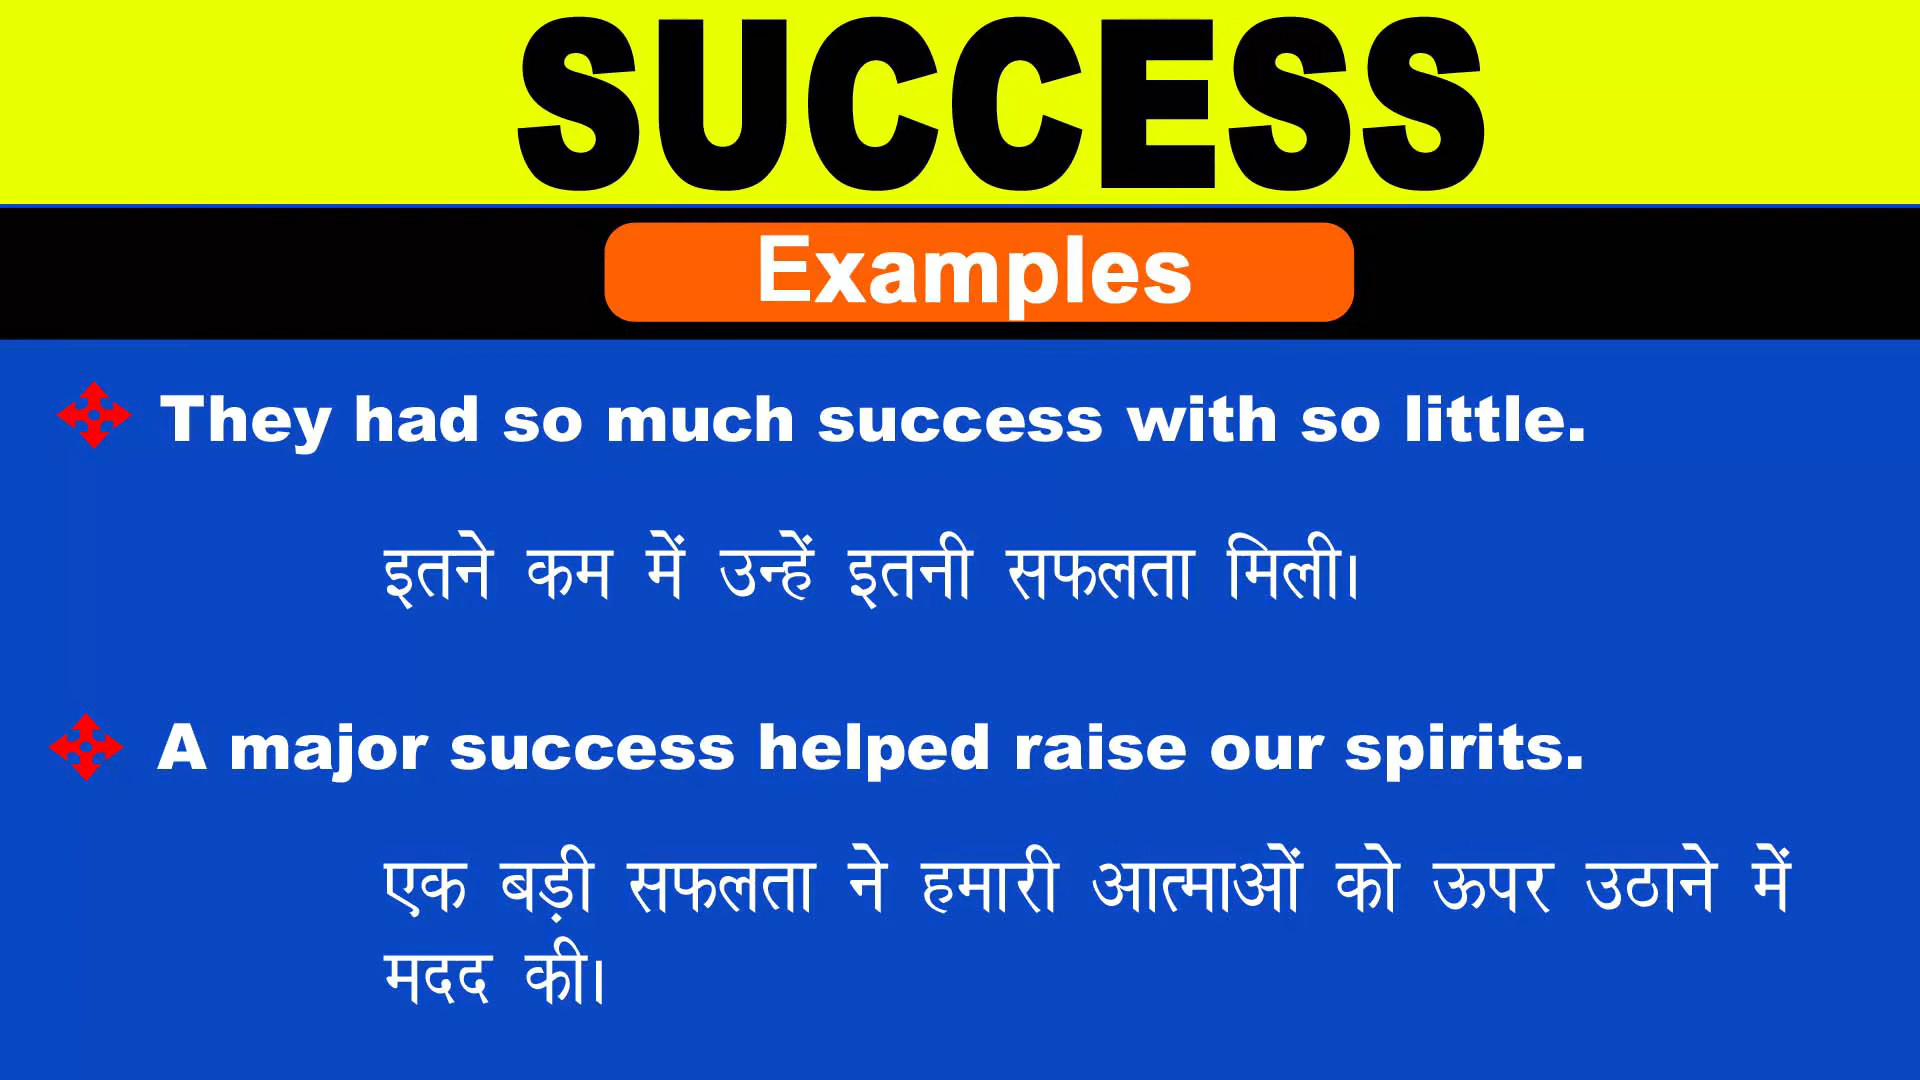 SUCCESS
Examples
They had so much success with so little.
इतने कम में उन्हें इतनी सफलता मिली।
A major success helped raise our spirits.
एक बड़ी सफलता ने हमारी आत्माओं को ऊपर उठाने में
मदद की।